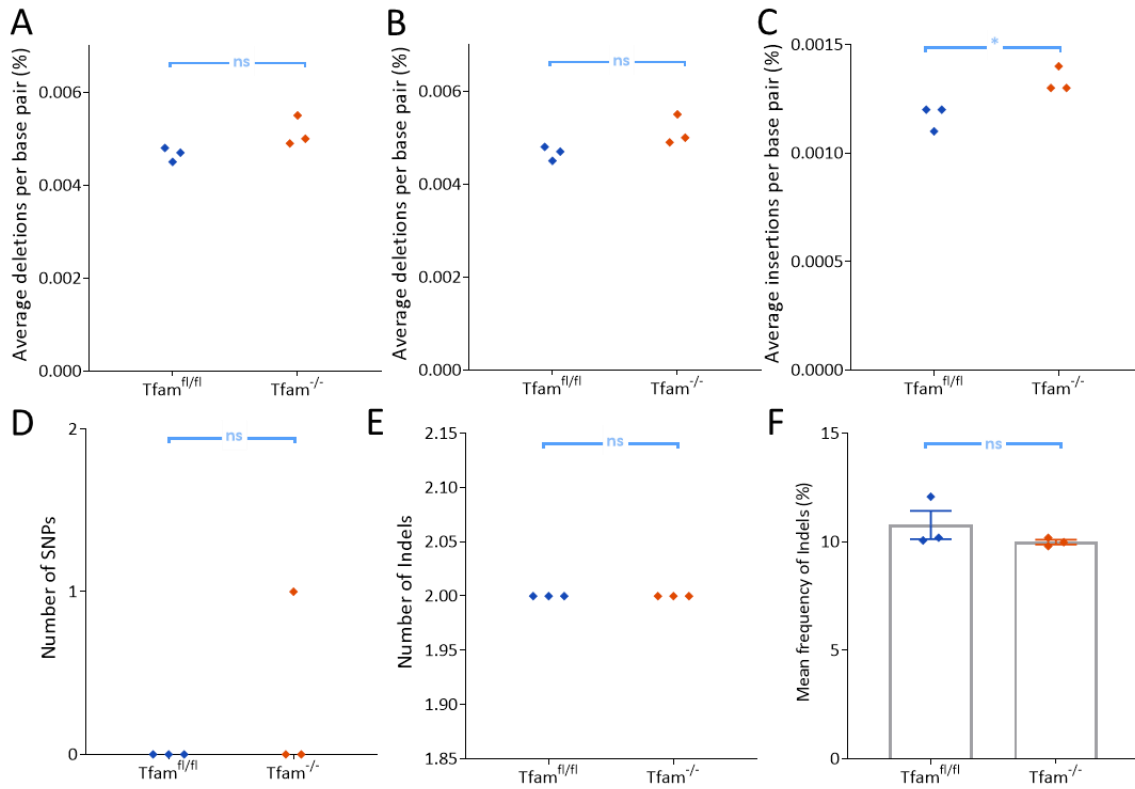 A
Average deletions per base pair (%)
0.006
0.004
0.002
0.000
ns
Tfam^fl/fl
Tfam^-/-
B
Average deletions per base pair (%)
0.006
0.004
0.002
0.000
ns
Tfam^fl/fl
Tfam^-/-
C
Average insertions per base pair (%)
0.0015
0.0010
0.0005
0.0000
*
Tfam^fl/fl
Tfam^-/-
D
Number of SNPs
2
1
0
ns
Tfam^fl/fl
Tfam^-/-
E
Number of Indels
2.15
2.10
2.05
2.00
1.95
1.90
1.85
ns
Tfam^fl/fl
Tfam^-/-
F
Mean frequency of Indels (%)
15
10
5
0
ns
Tfam^fl/fl
Tfam^-/-